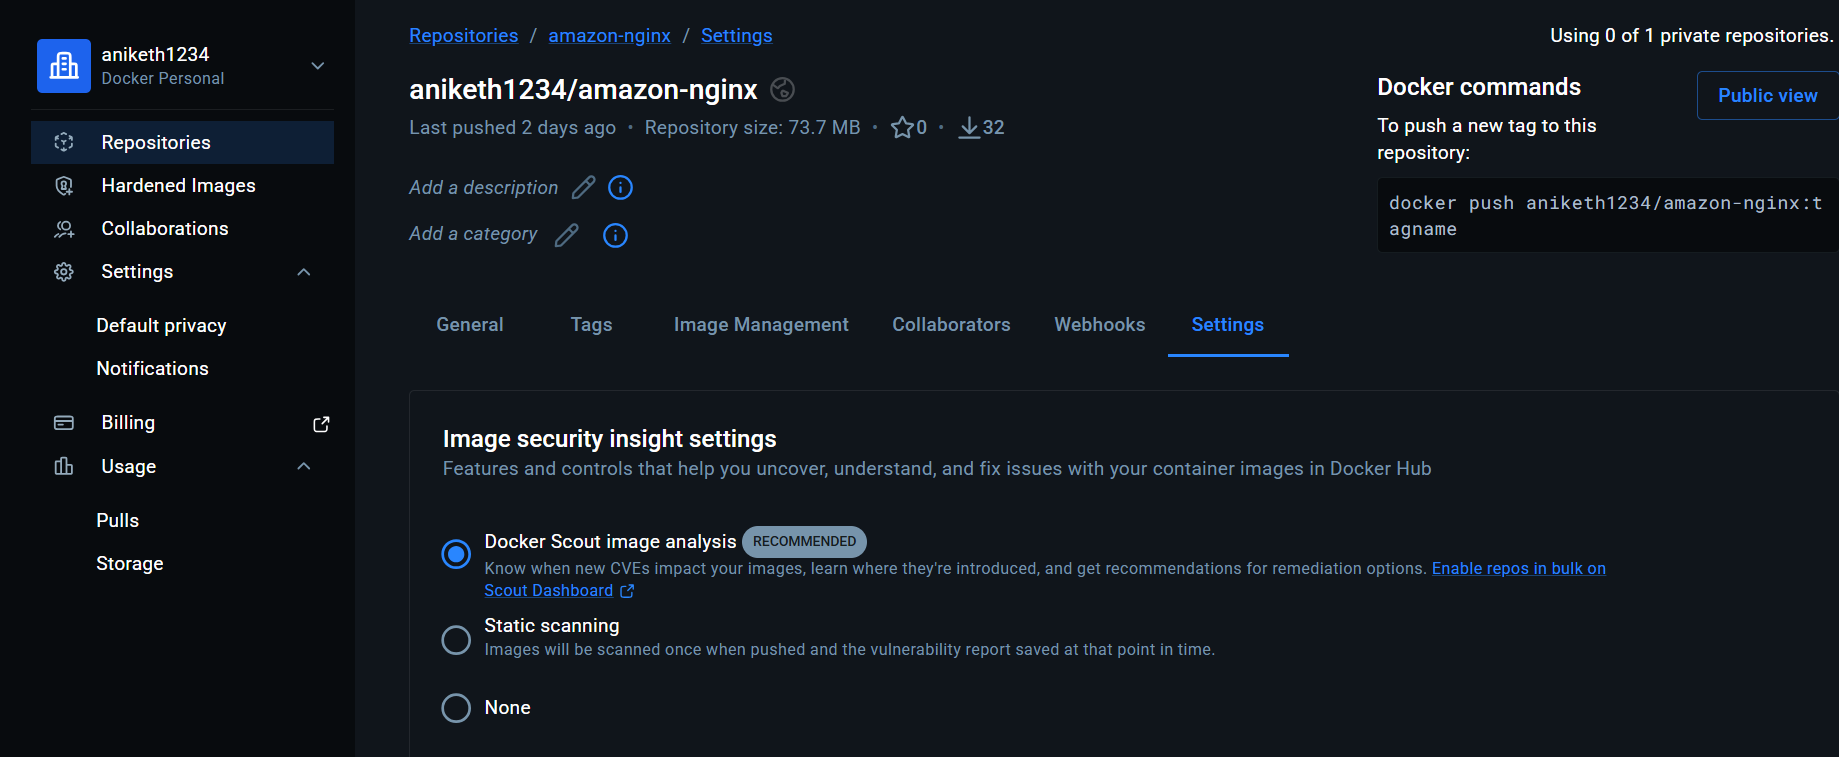 aniketh1234
Docker Personal
Repositories
Hardened Images
Collaborations
Settings
Default privacy
Notifications
Billing
Usage
Pulls
Storage
Repositories / amazon-nginx / Settings
Using 0 of 1 private repositories.
aniketh1234/amazon-nginx
Last pushed 2 days ago • Repository size: 73.7 MB • 0 • 32
Add a description
Add a category
Docker commands
Public view
To push a new tag to this
repository:
docker push aniketh1234/amazon-nginx:t
agname
General Tags Image Management Collaborators Webhooks Settings
Image security insight settings
Features and controls that help you uncover, understand, and fix issues with your container images in Docker Hub
Docker Scout image analysis RECOMMENDED
Know when new CVEs impact your images, learn where they're introduced, and get recommendations for remediation options. Enable repos in bulk on
Scout Dashboard
Static scanning
Images will be scanned once when pushed and the vulnerability report saved at that point in time.
None